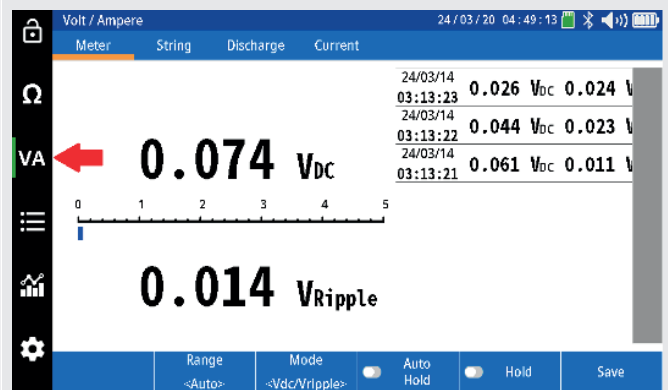 Volt / Ampere
24/03/20 04:49:13
Meter String Discharge Current
Ω
VA
0.074 VDC
0 1 2 3 4 5
0.014 VRipple
24/03/14
03:13:23 0.026 VDC 0.024 V
24/03/14
03:13:22 0.044 VDC 0.023 V
24/03/14
03:13:21 0.061 VDC 0.011 V
Range
<Auto>
Mode
<Vdc/Vripple>
Auto
Hold
Hold
Save